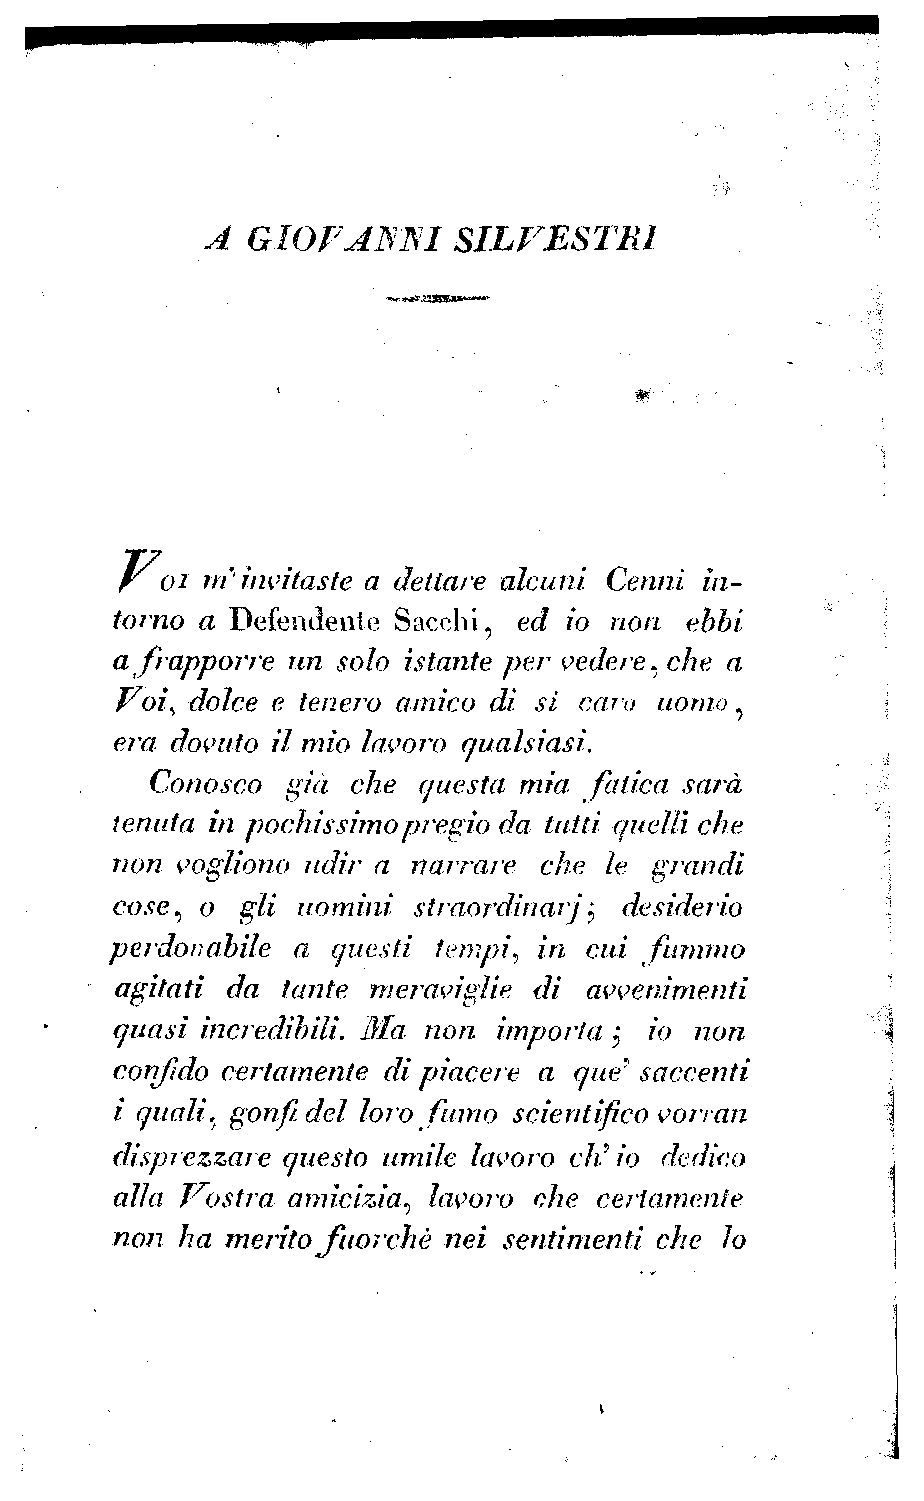 A GIOVANNI SILVESTRI
Voi m'invitaste a dettare alcuni Cenni in-
torno a Defendente Sacchi, ed io non ebbi
a frapporre un solo istante per vedere, che a
Voi, dolce e tenero amico di sì caro uomo,
era dovuto il mio lavoro qualsiasi.
Conosco già che questa mia fatica sarà
tenuta in pochissimo pregio da tutti quelli che
non vogliono udir a narrare che le grandi
cose, o gli uomini straordinarj; desiderio
perdonabile a questi tempi, in cui fummo
agitati da tante meraviglie di avvenimenti
quasi incredibili. Ma non importa; io non
confido certamente di piacere a que' saccenti
i quali, gonfi del loro fumo scientifico vorran
disprezzare questo umile lavoro ch' io dedico
alla Vostra amicizia, lavoro che certamente
non ha merito fuorchè nei sentimenti che lo